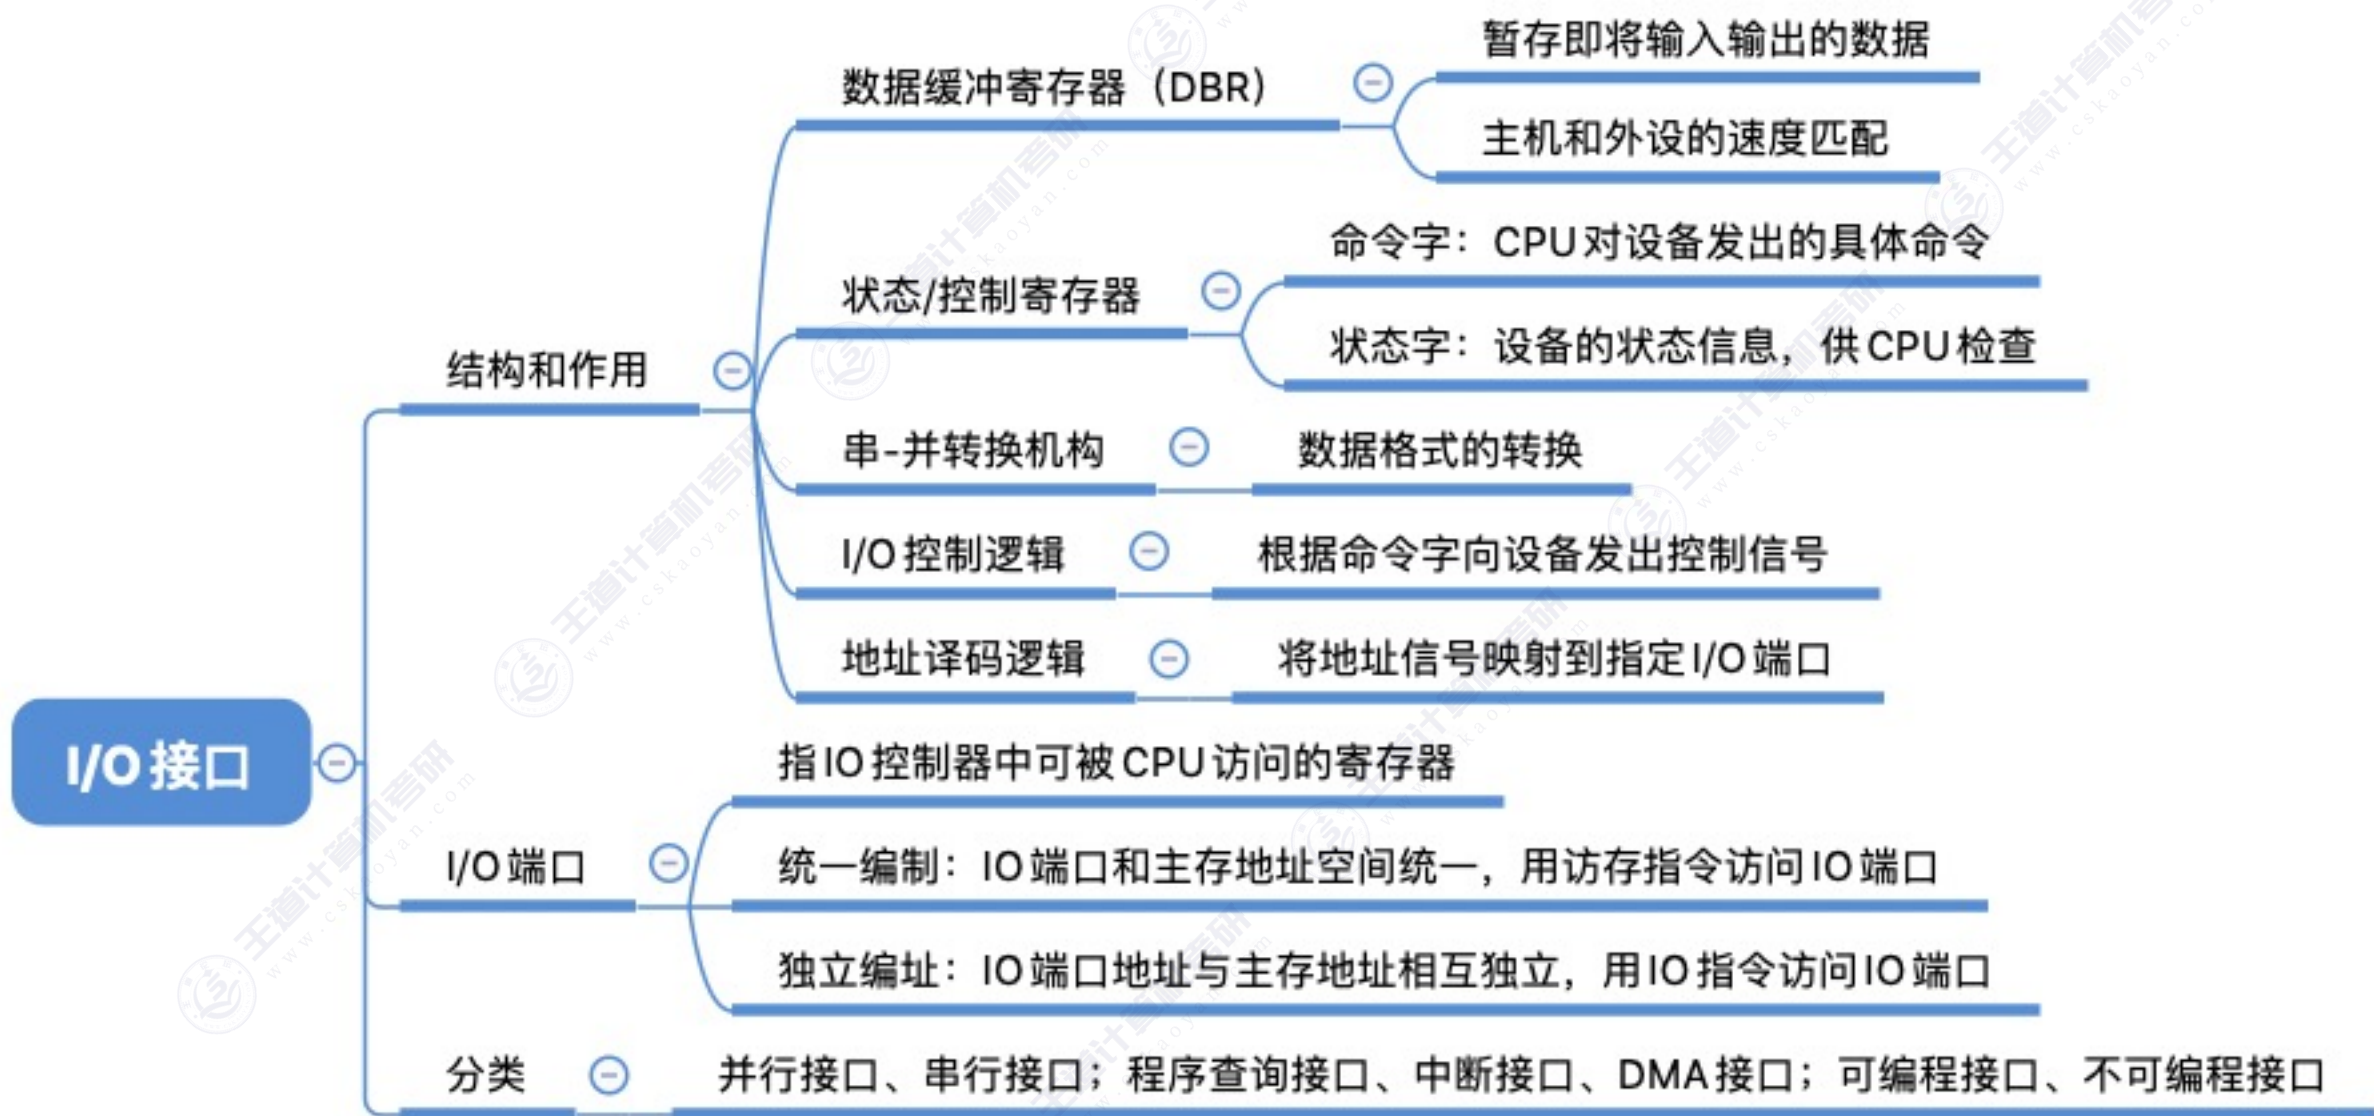 暂存即将输入输出的数据
数据缓冲寄存器（DBR）
主机和外设的速度匹配
命令字：CPU对设备发出的具体命令
状态/控制寄存器
状态字：设备的状态信息，供CPU检查
结构和作用
串-并转换机构
数据格式的转换
I/O控制逻辑
根据命令字向设备发出控制信号
地址译码逻辑
将地址信号映射到指定I/O端口
I/O接口
指IO控制器中可被CPU访问的寄存器
I/O端口
统一编制：IO端口和主存地址空间统一，用访存指令访问IO端口
独立编址：IO端口地址与主存地址相互独立，用IO指令访问IO端口
分类
并行接口、串行接口；程序查询接口、中断接口、DMA接口；可编程接口、不可编程接口
王道计算机考研
www.cskaoyan.com